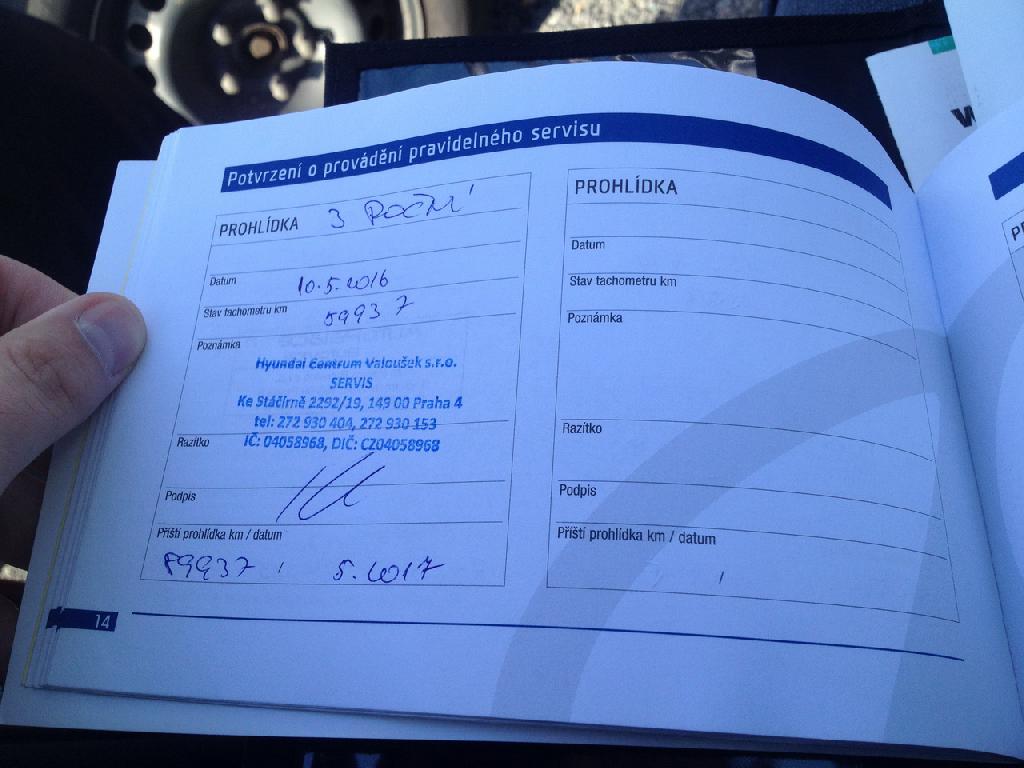 Potvrzení o provádění pravidelného servisu
PROHLÍDKA 3 ROČNÍ
Datum 10.5.2016
Stav tachometru km 59937
Poznámka
Hyundai Centrum Valoušek s.r.o.
SERVIS
Ke Stáčírně 2292/19, 149 00 Praha 4
tel: 272 930 404, 272 930 153
Razítko IČ: 04058968, DIČ: CZ04058968
Podpis
Příští prohlídka km / datum
89937 / 5.2017
14
PROHLÍDKA
Datum
Stav tachometru km
Poznámka
Razítko
Podpis
Příští prohlídka km / datum
/